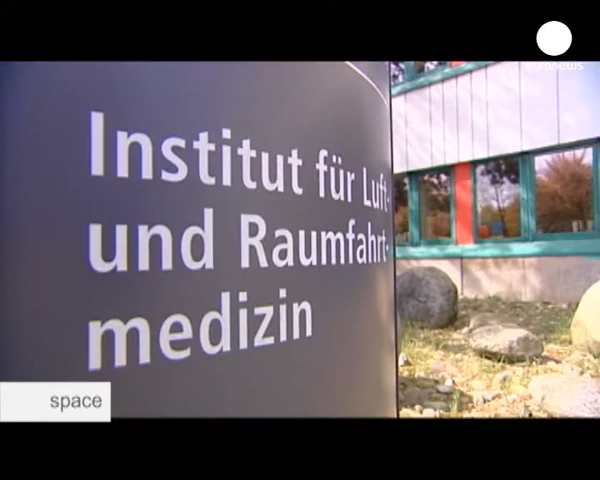 euronews
Institut für Luft-
und Raumfahrt-
medizin
space